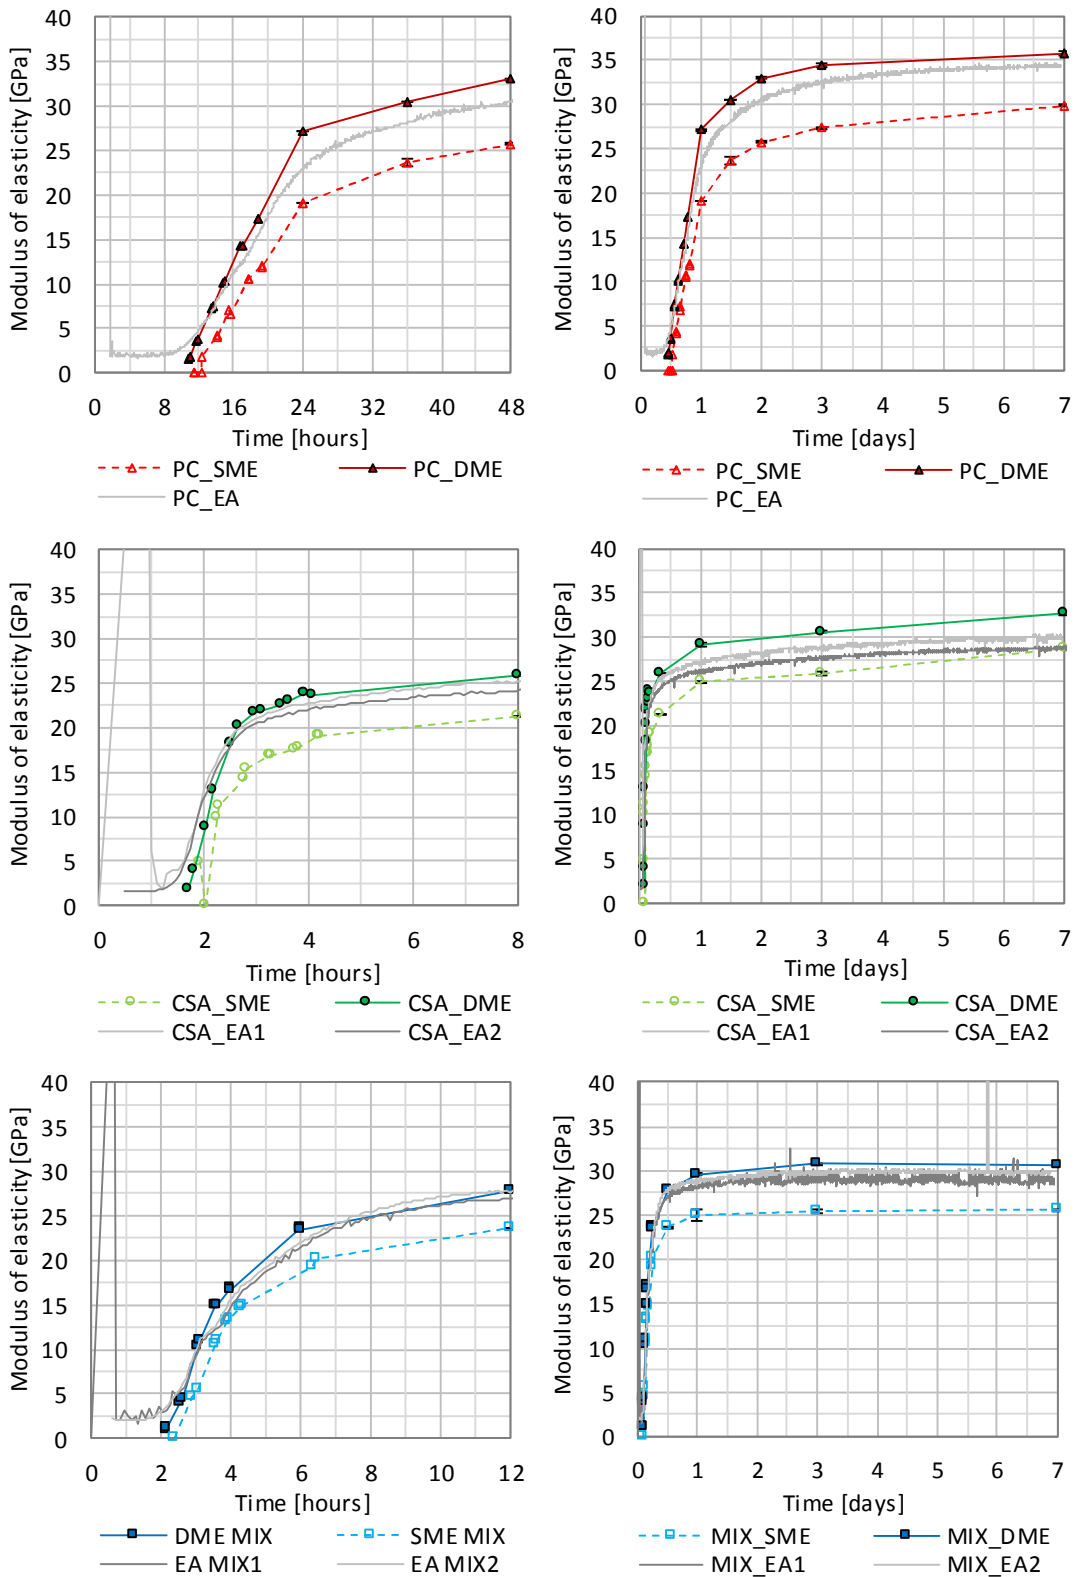 Modulus of elasticity [GPa]
40
35
30
25
20
15
10
5
0
0 8 16 24 32 40 48
Time [hours]
PC_SME PC_DME
PC_EA
Modulus of elasticity [GPa]
40
35
30
25
20
15
10
5
0
0 1 2 3 4 5 6 7
Time [days]
PC_SME PC_DME
PC_EA
Modulus of elasticity [GPa]
40
35
30
25
20
15
10
5
0
0 2 4 6 8
Time [hours]
CSA_SME CSA_DME
CSA_EA1 CSA_EA2
Modulus of elasticity [GPa]
40
35
30
25
20
15
10
5
0
0 1 2 3 4 5 6 7
Time [days]
CSA_SME CSA_DME
CSA_EA1 CSA_EA2
Modulus of elasticity [GPa]
40
35
30
25
20
15
10
5
0
0 2 4 6 8 10 12
Time [hours]
DME MIX SME MIX
EA MIX1 EA MIX2
Modulus of elasticity [GPa]
40
35
30
25
20
15
10
5
0
0 1 2 3 4 5 6 7
Time [days]
MIX_SME MIX_DME
MIX_EA1 MIX_EA2